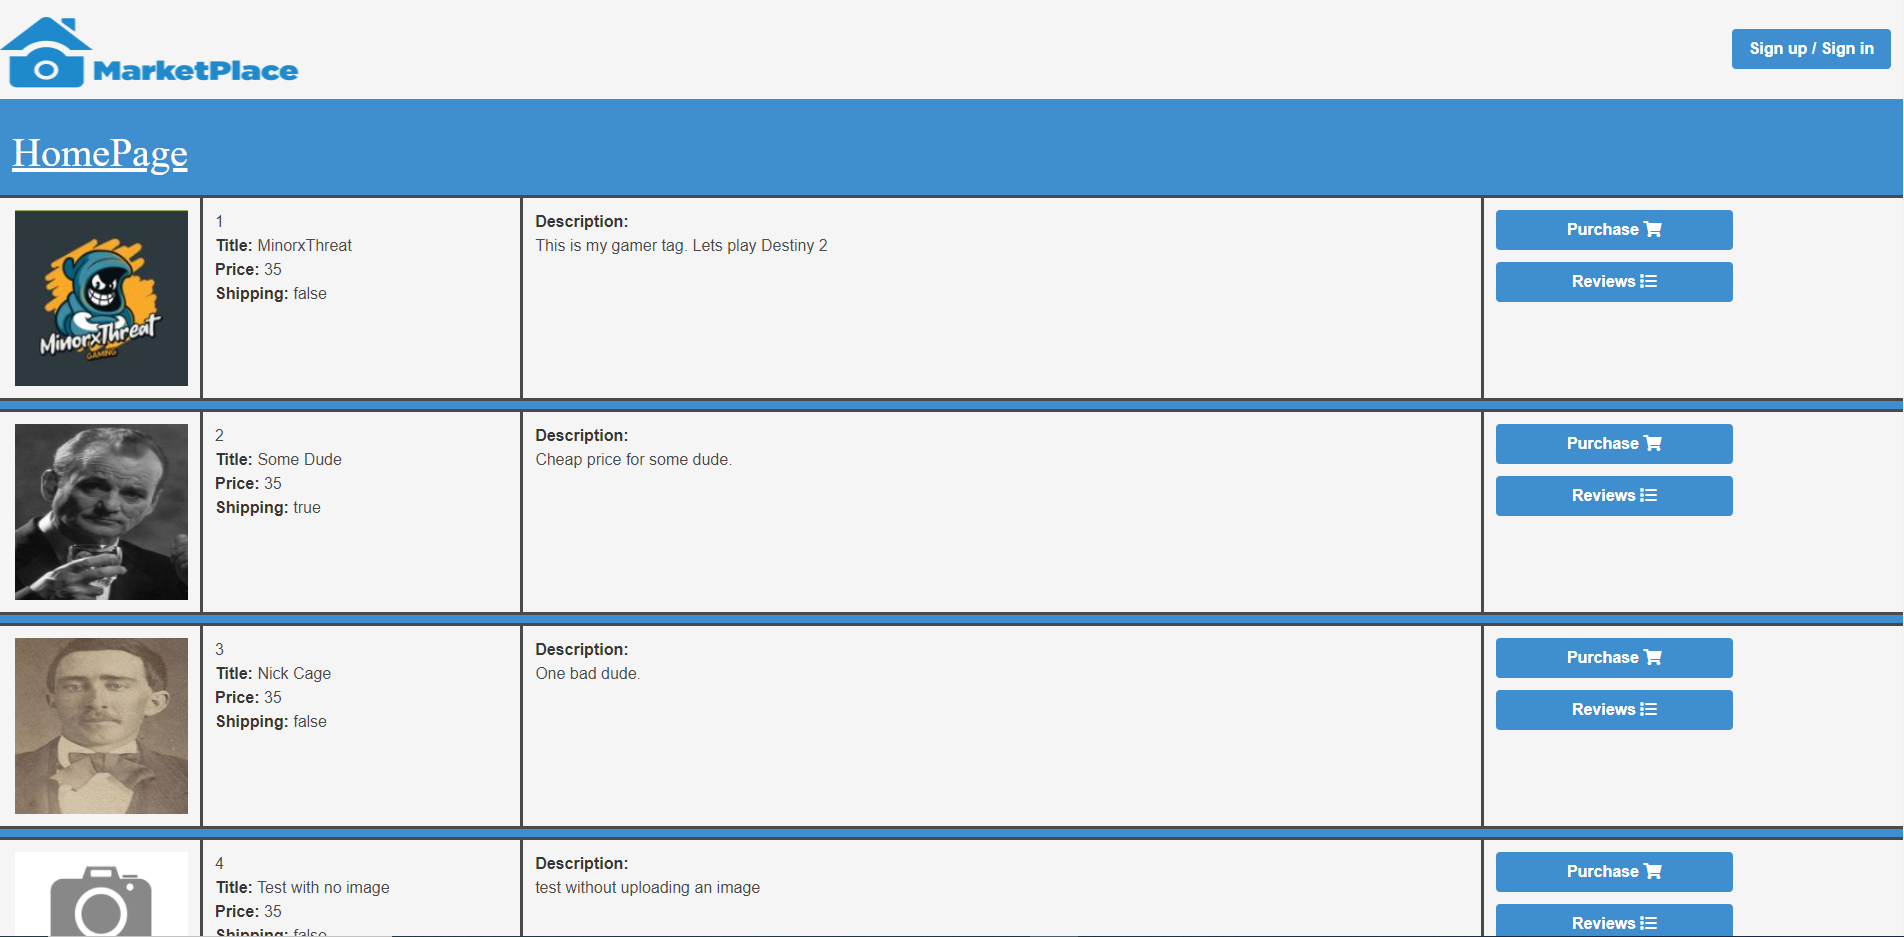 MarketPlace
Sign up / Sign in
HomePage
MinorxThreat
GAMING
1
Title: MinorxThreat
Price: 35
Shipping: false
Description:
This is my gamer tag. Lets play Destiny 2
Purchase
Reviews
2
Title: Some Dude
Price: 35
Shipping: true
Description:
Cheap price for some dude.
Purchase
Reviews
3
Title: Nick Cage
Price: 35
Shipping: false
Description:
One bad dude.
Purchase
Reviews
4
Title: Test with no image
Price: 35
Shipping: false
Description:
test without uploading an image
Purchase
Reviews